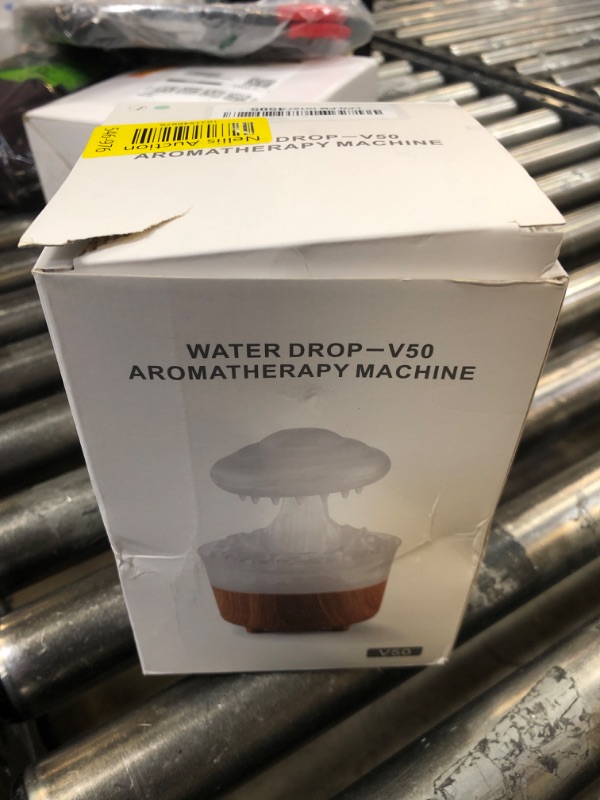 DROP—V50
AROMATHERAPY MACHINE
Nellis Auction
WATER DROP—V50
AROMATHERAPY MACHINE
V50